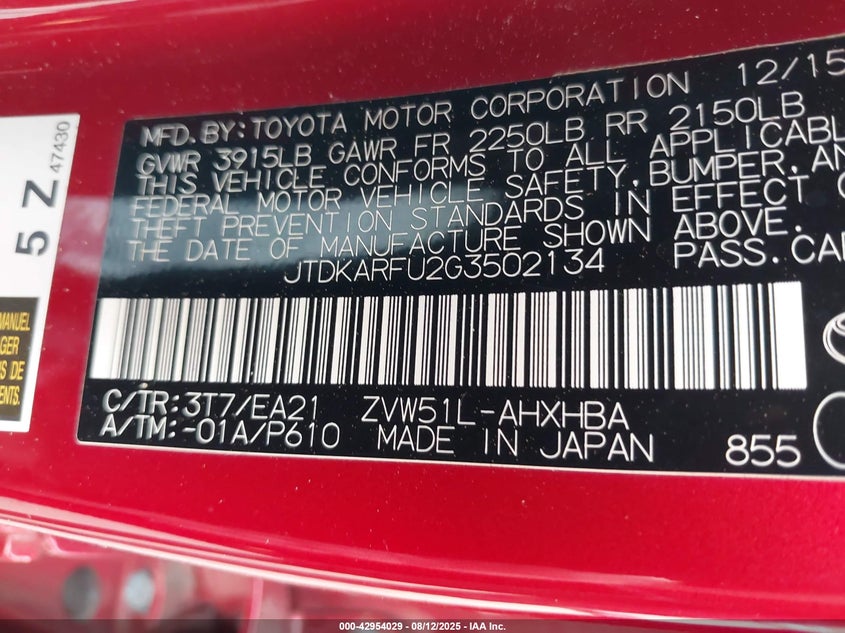 MFD. BY: TOYOTA MOTOR CORPORATION 12/15
GVWR 3915LB GAWR FR 2250LB RR 2150LB
THIS VEHICLE CONFORMS TO ALL APPLICABL
FEDERAL MOTOR VEHICLE SAFETY, BUMPER, AN
THEFT PREVENTION STANDARDS IN EFFECT O
THE DATE OF MANUFACTURE SHOWN ABOVE.
JTDKARFU2G3502134 PASS. CAR
C/TR: 3T7/EA21 ZVW51L-AHXHBA
A/TM: -01A/P610 MADE IN JAPAN 855
5 Z 47430
MANUEL
GER
S DE
ENTS.
000-42954029 - 08/12/2025 - IAA Inc.